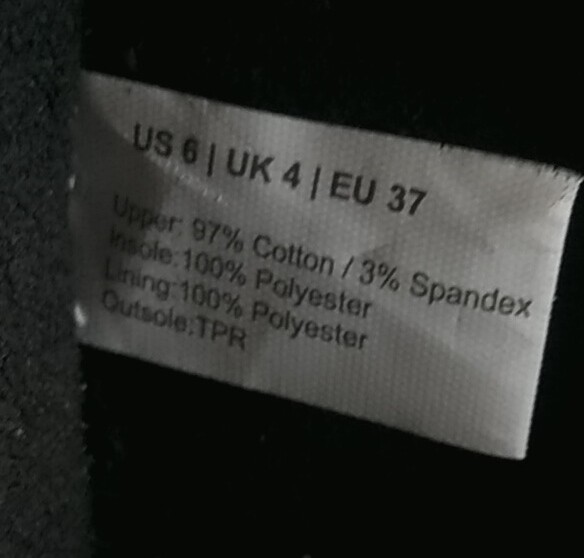 US 6 | UK 4 | EU 37
Upper: 97% Cotton / 3% Spandex
Insole:100% Polyester
Lining:100% Polyester
Outsole:TPR